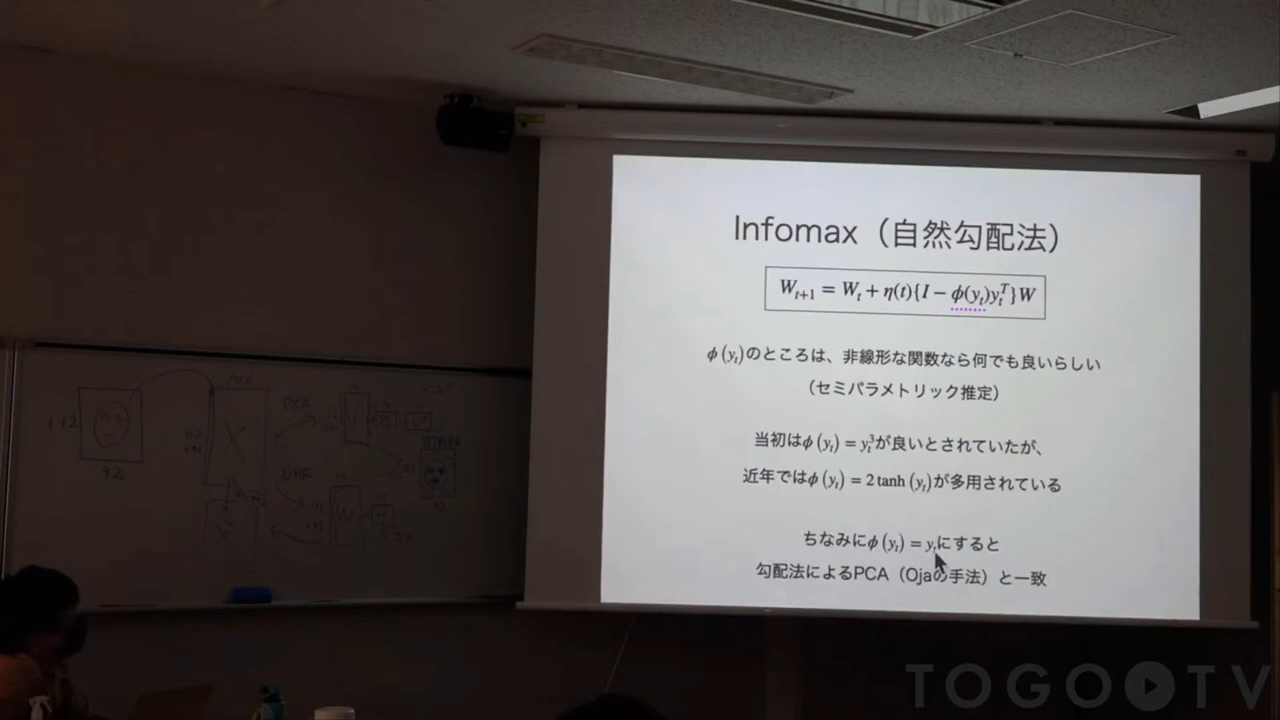 Infomax（自然勾配法）
W_{t+1} = W_t + η(t){I − ϕ(y_t)y_t^T}W
ϕ(y_t)のところは、非線形な関数なら何でも良いらしい
（セミパラメトリック推定）
当初はϕ(y_t) = y_t^3が良いとされていたが、
近年ではϕ(y_t) = 2 tanh(y_t)が多用されている
ちなみにϕ(y_t) = y_tにすると
勾配法によるPCA（Ojaの手法）と一致
112
92
X
PCA
NMF
W
H
TOGO TV